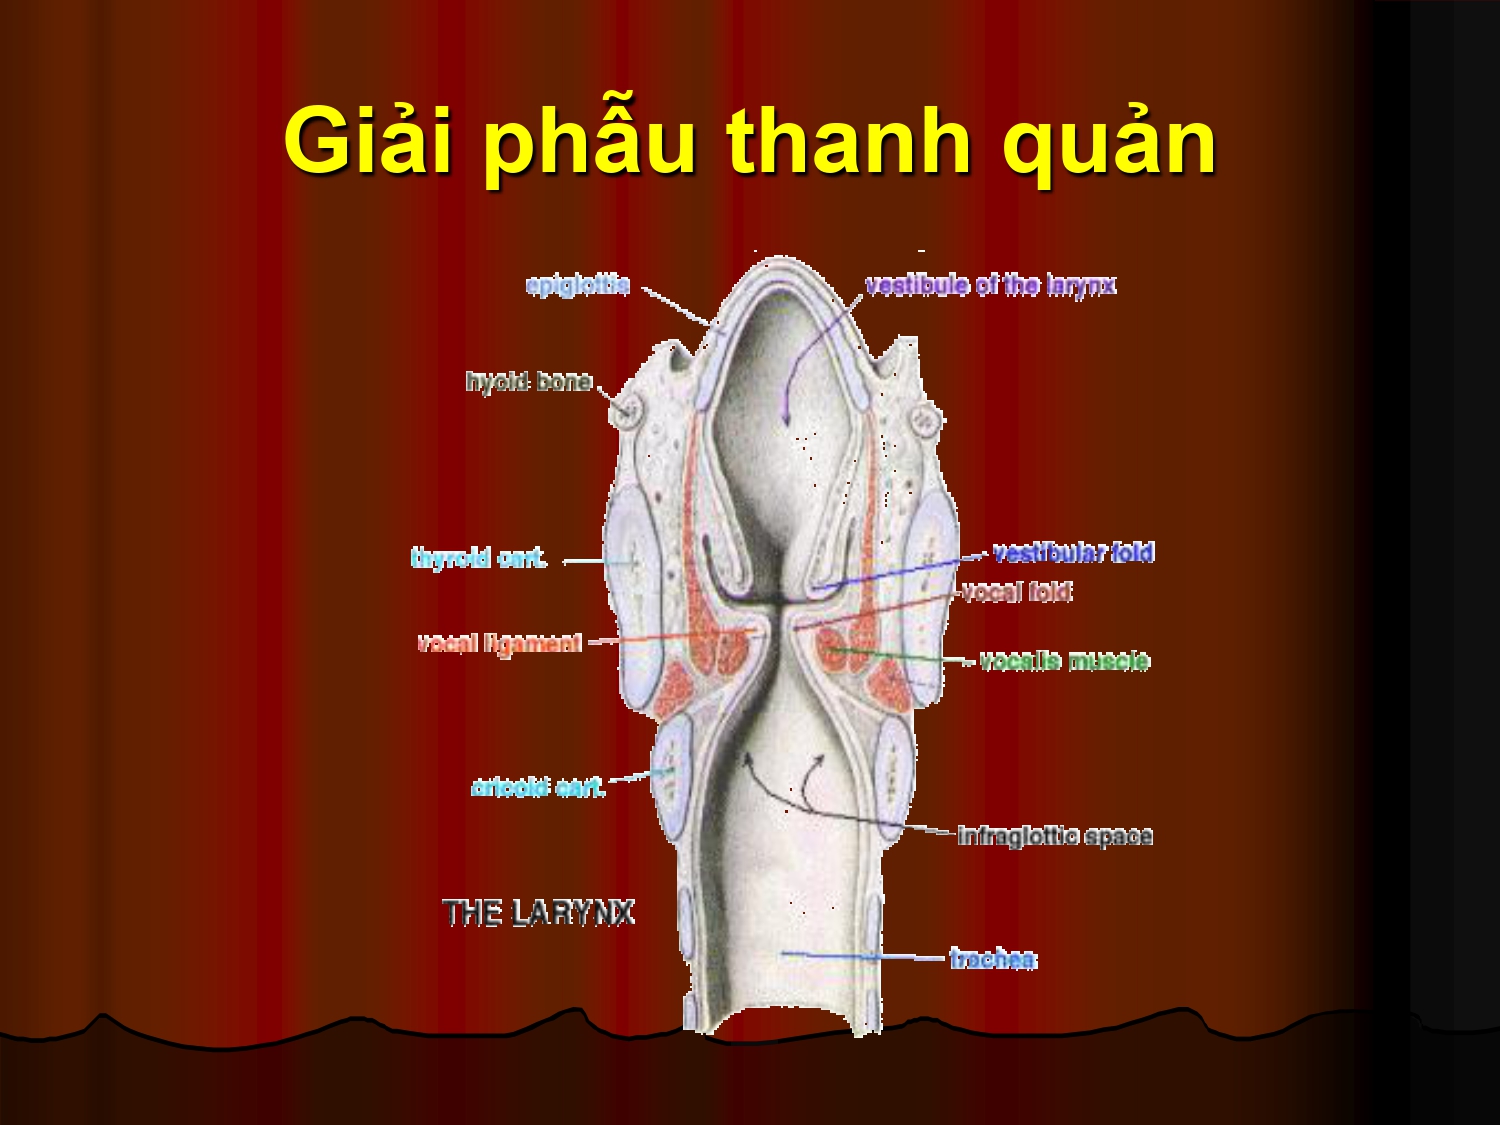 Giải phẫu thanh quản
epiglottis
vestibule of the larynx
hyoid bone
thyroid cart.
vestibular fold
vocal fold
vocal ligament
vocalis muscle
cricoid cart.
infraglottic space
THE LARYNX
trachea